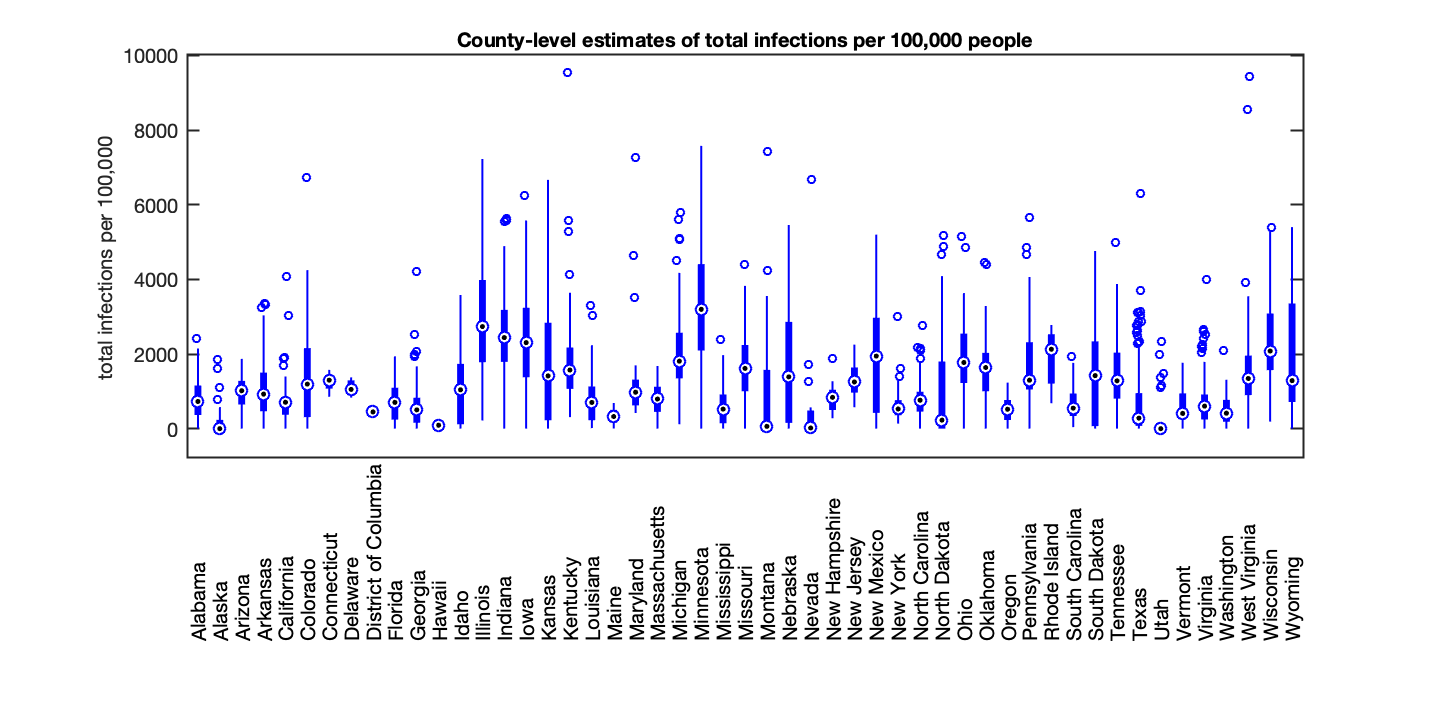 County-level estimates of total infections per 100,000 people
total infections per 100,000
10000
8000
6000
4000
2000
0
Alabama
Alaska
Arizona
Arkansas
California
Colorado
Connecticut
Delaware
District of Columbia
Florida
Georgia
Hawaii
Idaho
Illinois
Indiana
Iowa
Kansas
Kentucky
Louisiana
Maine
Maryland
Massachusetts
Michigan
Minnesota
Mississippi
Missouri
Montana
Nebraska
Nevada
New Hampshire
New Jersey
New Mexico
New York
North Carolina
North Dakota
Ohio
Oklahoma
Oregon
Pennsylvania
Rhode Island
South Carolina
South Dakota
Tennessee
Texas
Utah
Vermont
Virginia
Washington
West Virginia
Wisconsin
Wyoming